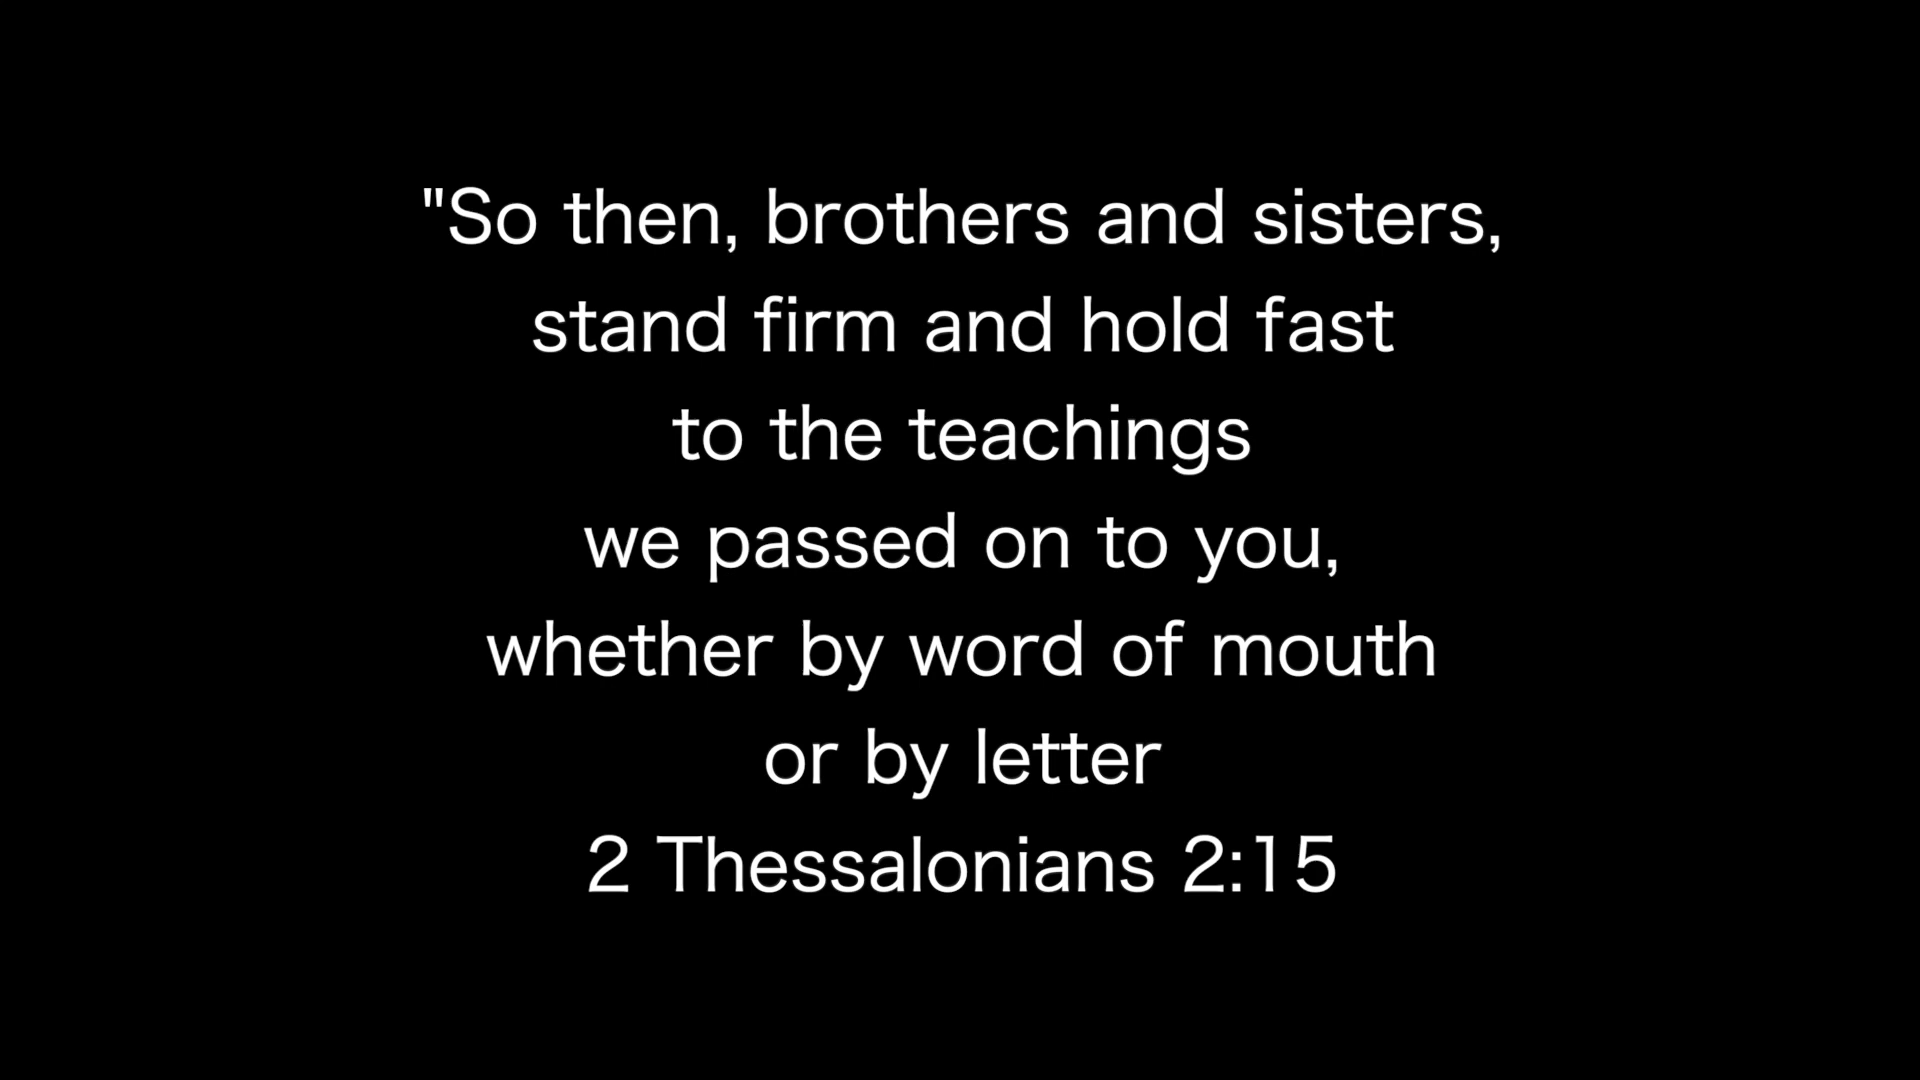 "So then, brothers and sisters,
stand firm and hold fast
to the teachings
we passed on to you,
whether by word of mouth
or by letter
2 Thessalonians 2:15